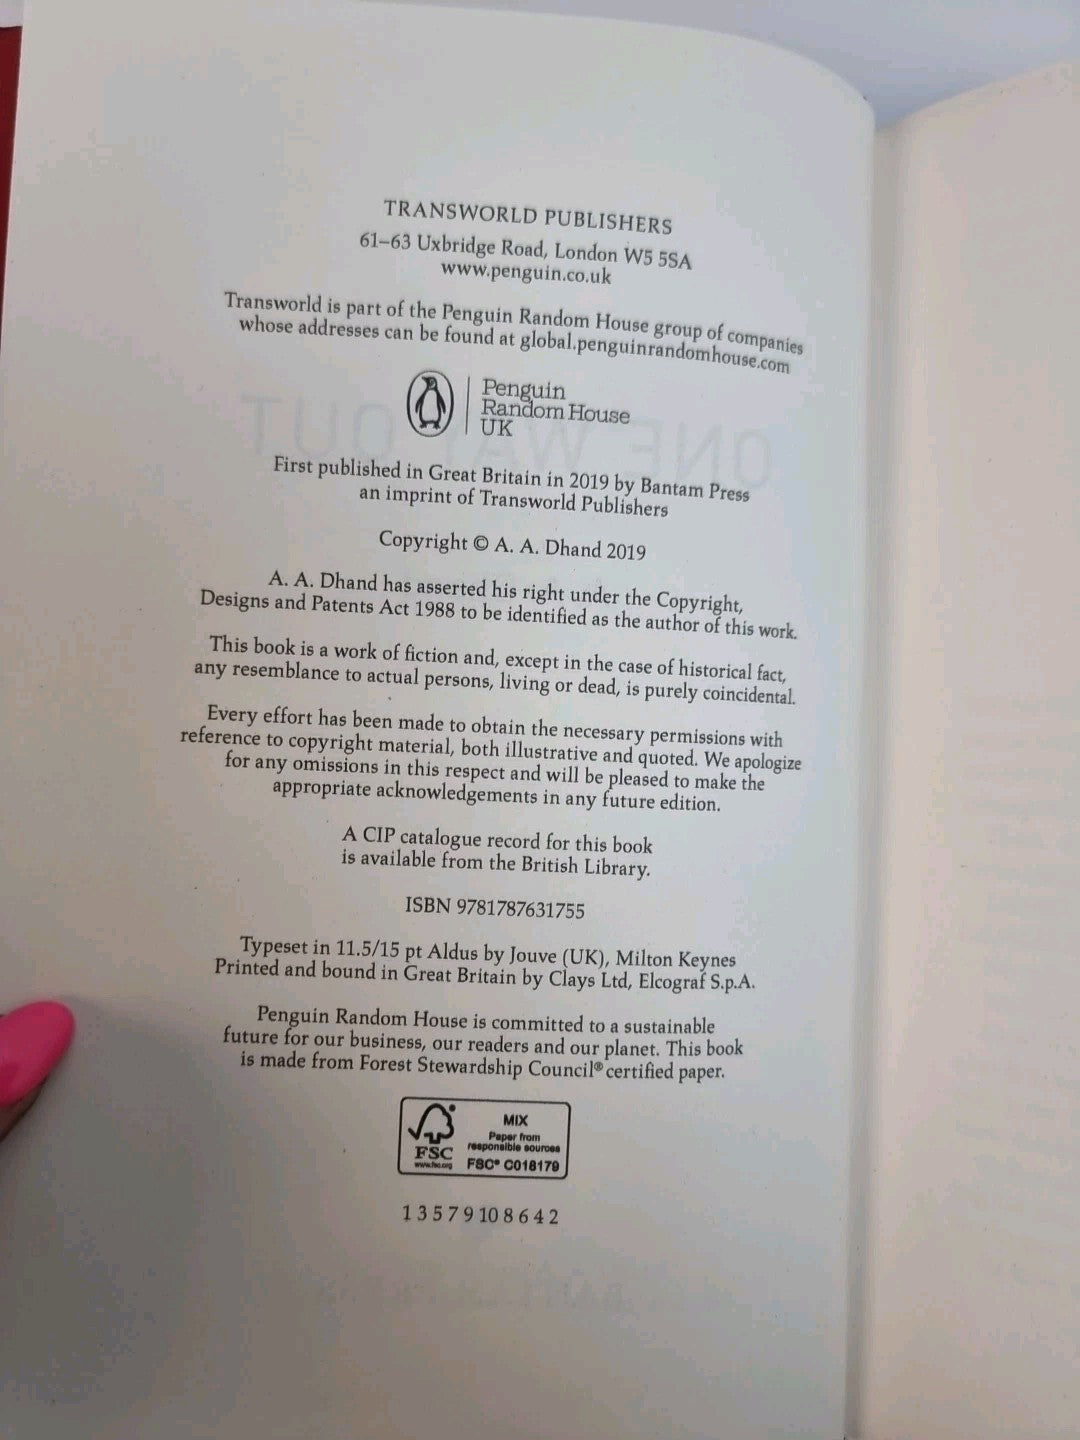 TRANSWORLD PUBLISHERS
61–63 Uxbridge Road, London W5 5SA
www.penguin.co.uk
Transworld is part of the Penguin Random House group of companies
whose addresses can be found at global.penguinrandomhouse.com
Penguin
Random House
UK
ONE WAY OUT
First published in Great Britain in 2019 by Bantam Press
an imprint of Transworld Publishers
Copyright © A. A. Dhand 2019
A. A. Dhand has asserted his right under the Copyright,
Designs and Patents Act 1988 to be identified as the author of this work.
This book is a work of fiction and, except in the case of historical fact,
any resemblance to actual persons, living or dead, is purely coincidental.
Every effort has been made to obtain the necessary permissions with
reference to copyright material, both illustrative and quoted. We apologize
for any omissions in this respect and will be pleased to make the
appropriate acknowledgements in any future edition.
A CIP catalogue record for this book
is available from the British Library.
ISBN 9781787631755
Typeset in 11.5/15 pt Aldus by Jouve (UK), Milton Keynes
Printed and bound in Great Britain by Clays Ltd, Elcograf S.p.A.
Penguin Random House is committed to a sustainable
future for our business, our readers and our planet. This book
is made from Forest Stewardship Council® certified paper.
FSC
www.fsc.org
MIX
Paper from
responsible sources
FSC® C018179
1 3 5 7 9 10 8 6 4 2